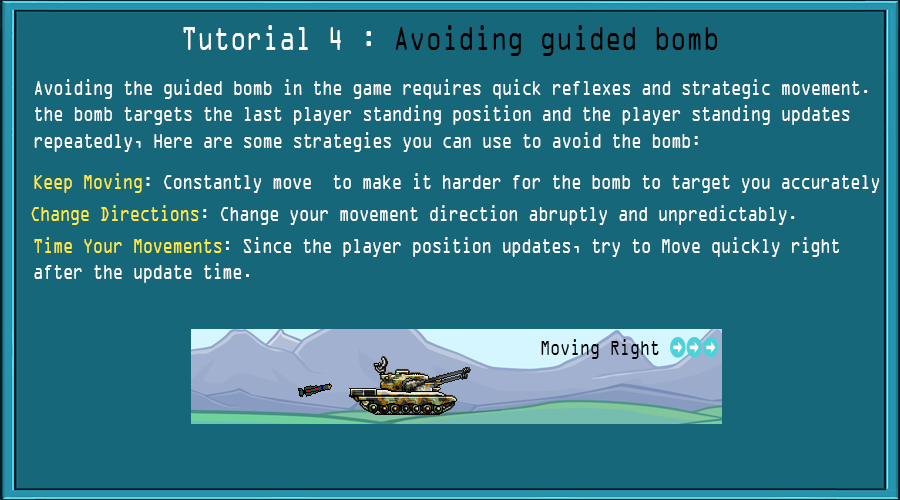 Tutorial 4 : Avoiding guided bomb
Avoiding the guided bomb in the game requires quick reflexes and strategic movement.
the bomb targets the last player standing position and the player standing updates
repeatedly, Here are some strategies you can use to avoid the bomb:
Keep Moving: Constantly move  to make it harder for the bomb to target you accurately
Change Directions: Change your movement direction abruptly and unpredictably.
Time Your Movements: Since the player position updates, try to Move quickly right
after the update time.
Moving Right